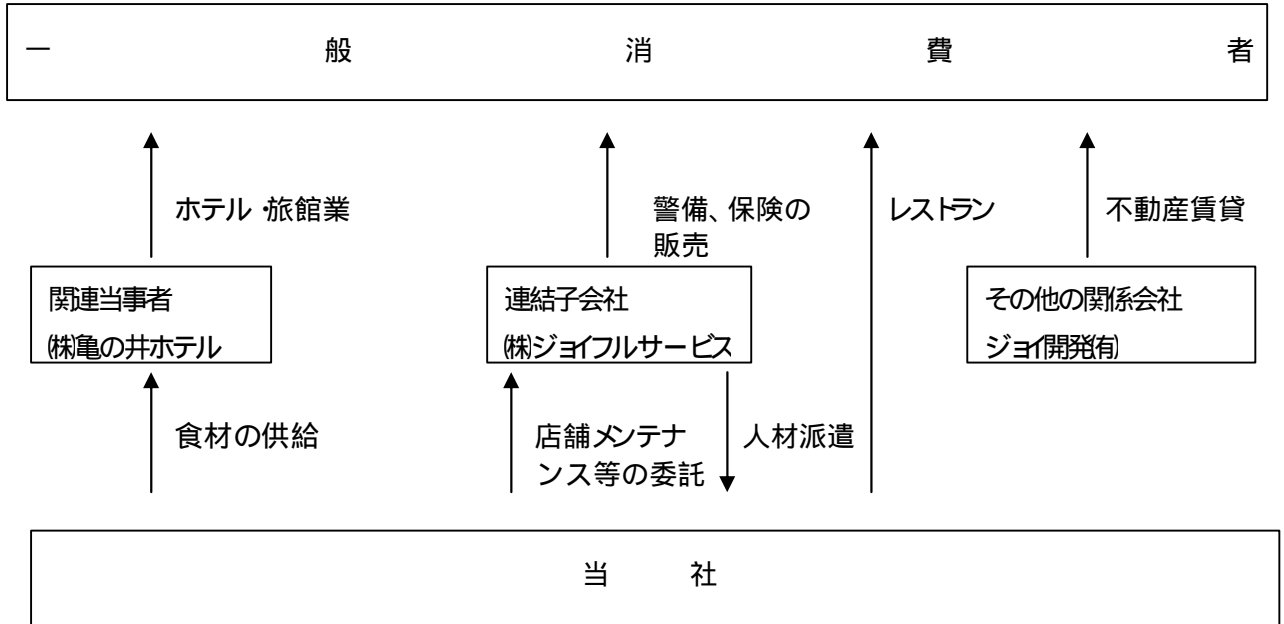 一般消費者
ホテル・旅館業
警備、保険の
販売
レストラン
不動産賃貸
関連当事者
㈱亀の井ホテル
連結子会社
㈱ジョイフルサービス
その他の関係会社
ジョイ開発㈲
食材の供給
店舗メンテナ
ンス等の委託
人材派遣
当社